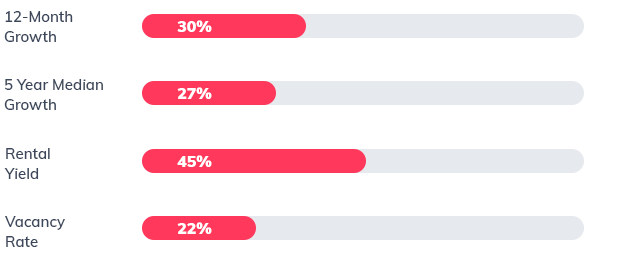 12-Month
Growth
30%
5 Year Median
Growth
27%
Rental
Yield
45%
Vacancy
Rate
22%